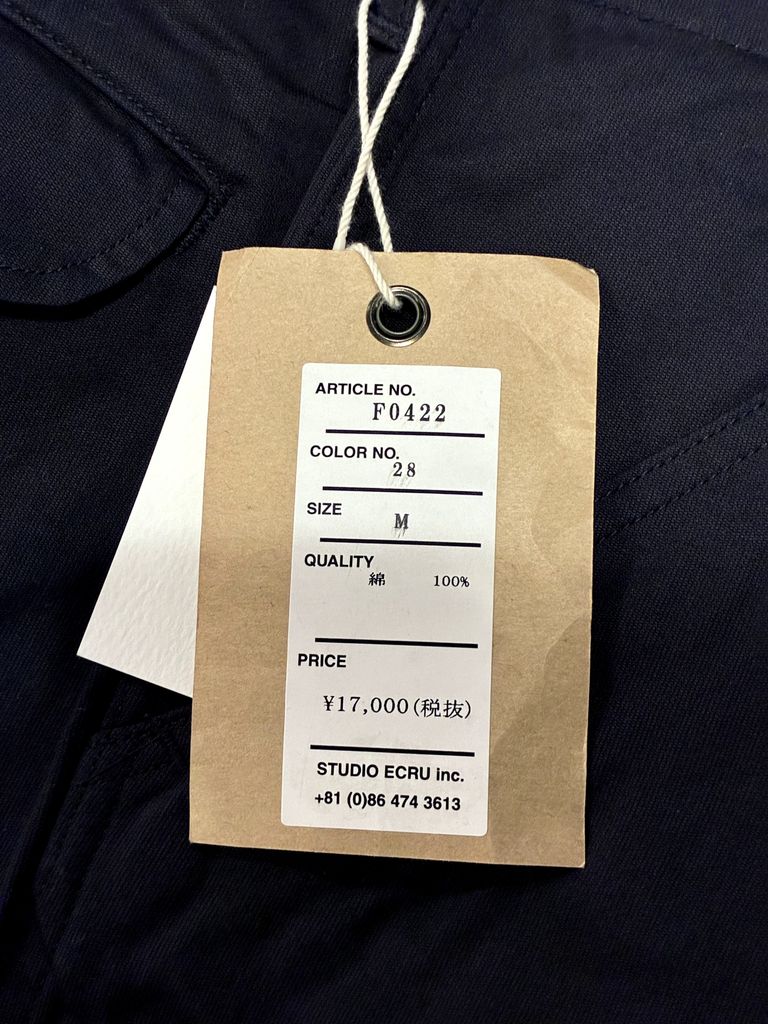 ARTICLE NO.
F0422
COLOR NO.
28
SIZE
M
QUALITY
綿 100%
PRICE
¥17,000(税抜)
STUDIO ECRU inc.
+81 (0)86 474 3613